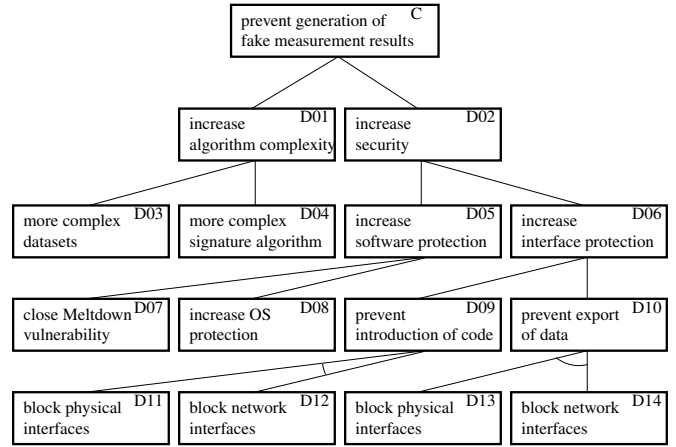 prevent generation of C
fake measurement results
increase D01
algorithm complexity
increase D02
security
more complex D03
datasets
more complex D04
signature algorithm
increase D05
software protection
increase D06
interface protection
close Meltdown D07
vulnerability
increase OS D08
protection
prevent D09
introduction of code
prevent export D10
of data
block physical D11
interfaces
block network D12
interfaces
block physical D13
interfaces
block network D14
interfaces